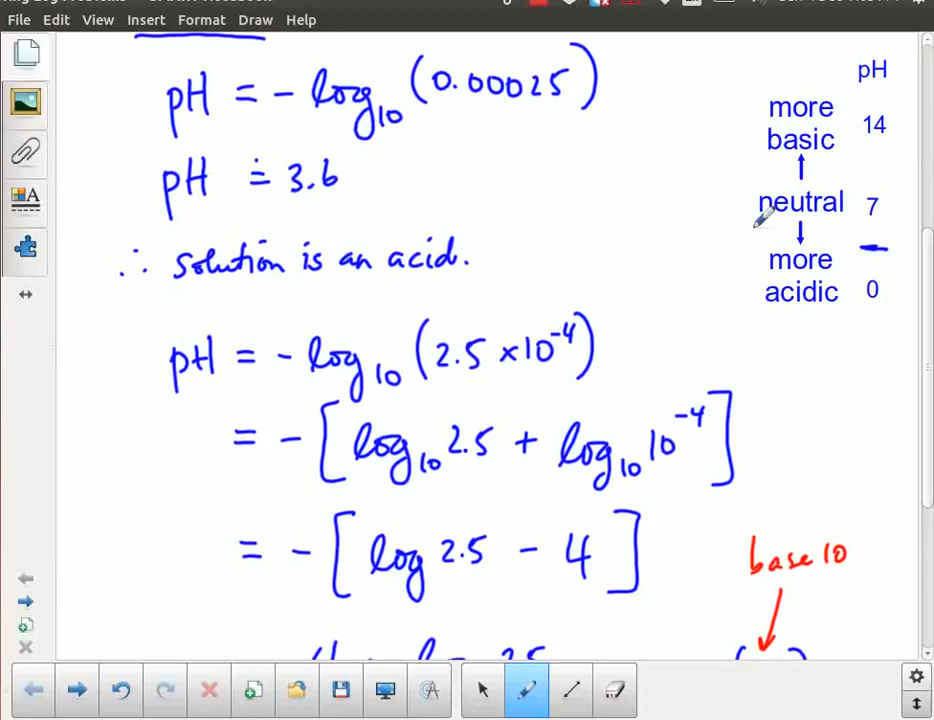 File Edit View Insert Format Draw Help
pH = - log10 (0.00025)
pH ≐ 3.6
∴ solution is an acid.
pH
more basic 14
neutral 7
more acidic 0
pH = - log10 (2.5 ×10^-4)
= - [ log10 2.5 + log10 10^-4 ]
= - [ log 2.5 - 4 ]
base 10